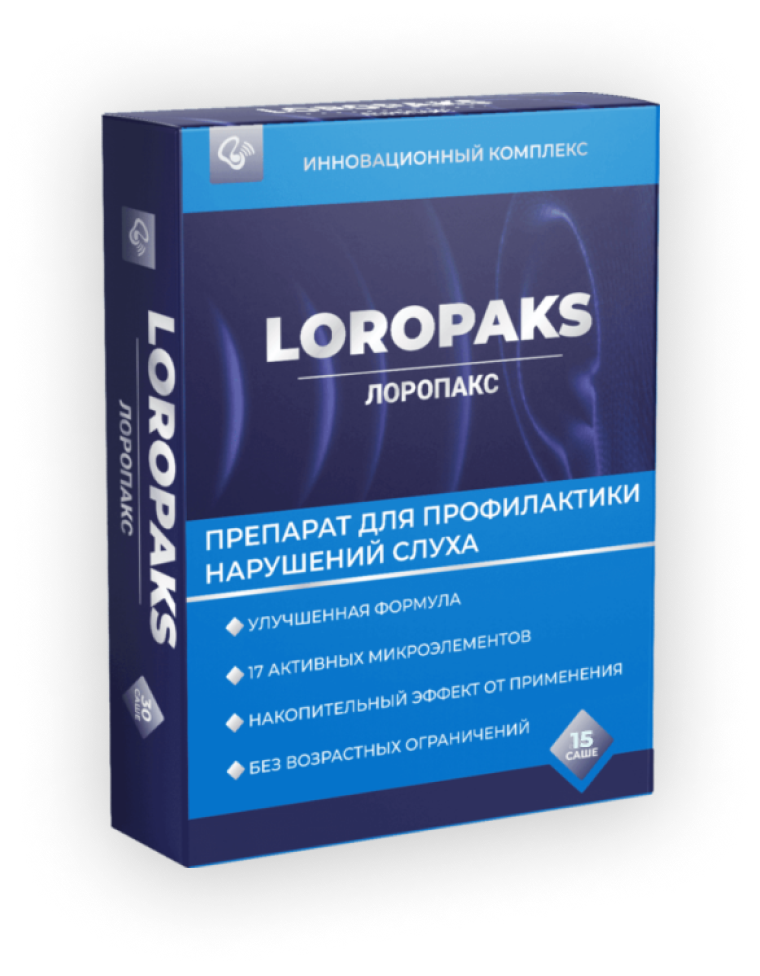 LOROPAKS
ИННОВАЦИОННЫЙ КОМПЛЕКС
LOROPAKS
ЛОРОПАКС
ПРЕПАРАТ ДЛЯ ПРОФИЛАКТИКИ
НАРУШЕНИЙ СЛУХА
УЛУЧШЕННАЯ ФОРМУЛА
17 АКТИВНЫХ МИКРОЭЛЕМЕНТОВ
НАКОПИТЕЛЬНЫЙ ЭФФЕКТ ОТ ПРИМЕНЕНИЯ
БЕЗ ВОЗРАСТНЫХ ОГРАНИЧЕНИЙ
15
САШЕ
LOROPAKS
ЛОРОПАКС
30
САШЕ